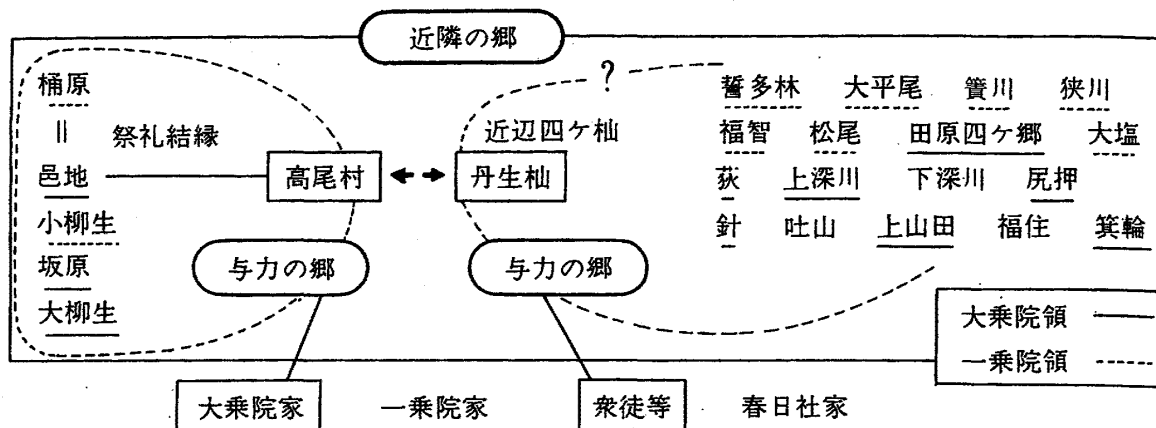 近隣の郷
桶原
॥ 祭礼結縁
邑地
小柳生
坂原
大柳生
高尾村
与力の郷
?
近辺四ケ杣
丹生杣
与力の郷
誓多林 大平尾 簀川 狭川
福智 松尾 田原四ケ郷 大塩
荻 上深川 下深川 尻押
針 吐山 上山田 福住 箕輪
大乗院領
一乗院領
大乗院家 一乗院家 衆徒等 春日社家